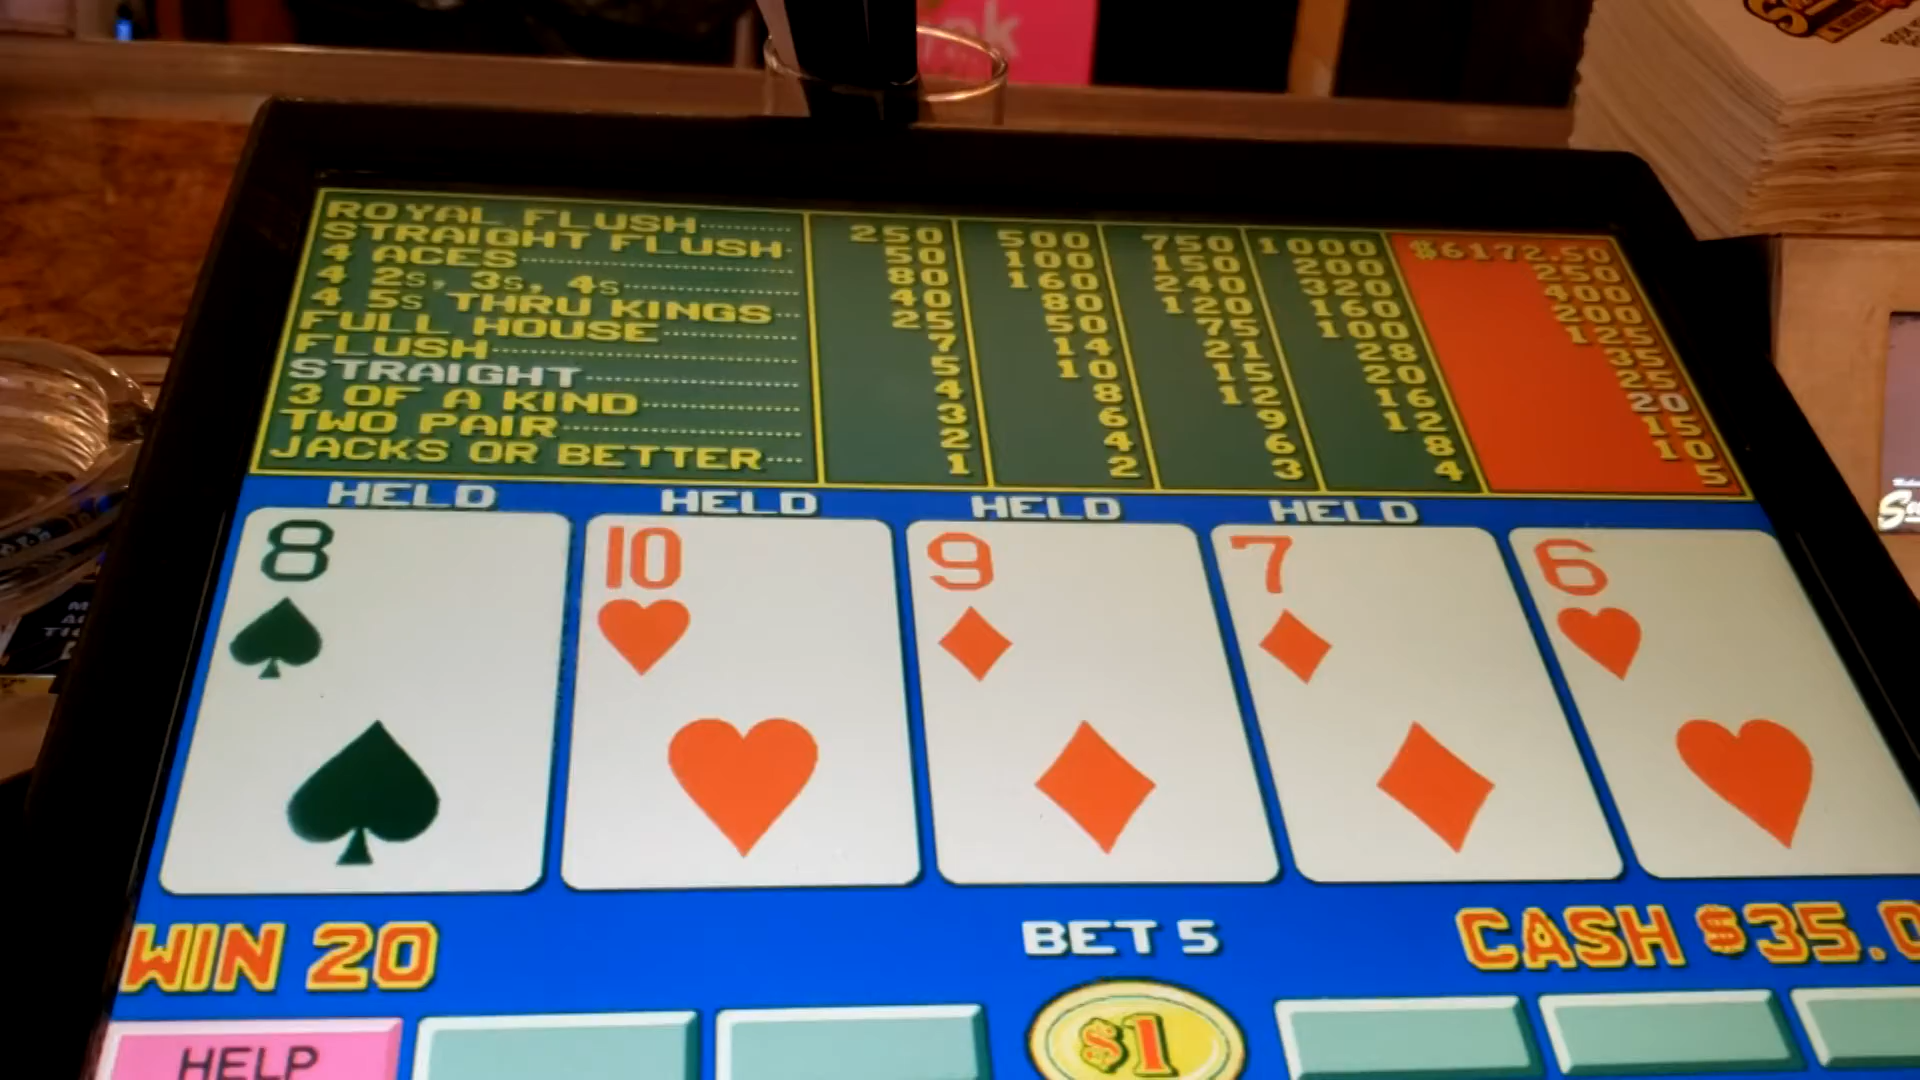 ROYAL FLUSH 250 500 750 1000 $6172.50
STRAIGHT FLUSH 50 100 150 200 250
4 ACES 80 160 240 320 400
4 2s, 3s, 4s 40 80 120 160 200
4 5s THRU KINGS 25 50 75 100 125
FULL HOUSE 7 14 21 28 35
FLUSH 5 10 15 20 25
STRAIGHT 4 8 12 16 20
3 OF A KIND 3 6 9 12 15
TWO PAIR 2 4 6 8 10
JACKS OR BETTER 1 2 3 4 5
HELD HELD HELD HELD
8 10 9 7 6
WIN 20 BET 5 CASH $35.0
$1
HELP